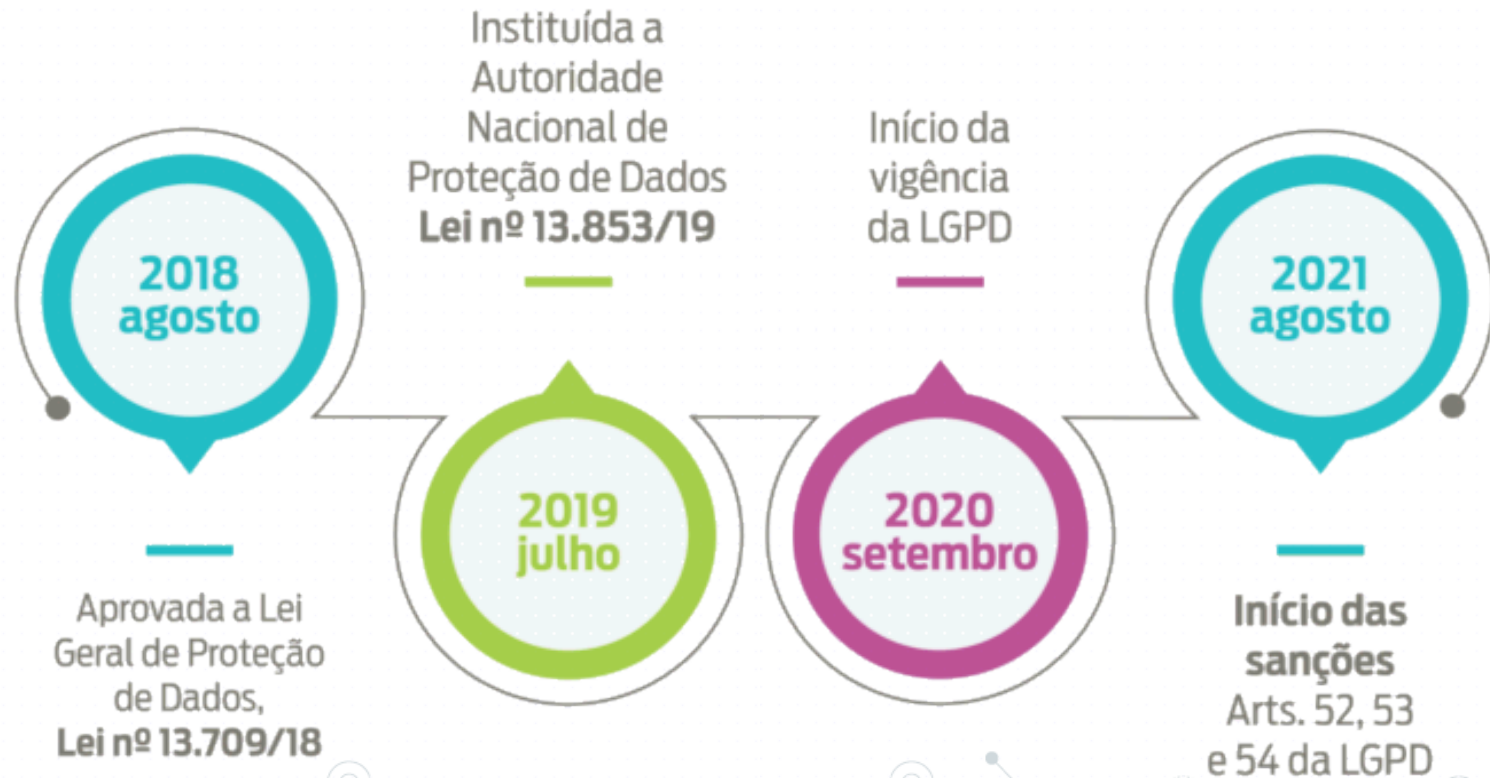 2018
agosto
Aprovada a Lei
Geral de Proteção
de Dados,
Lei nº 13.709/18
Instituída a
Autoridade
Nacional de
Proteção de Dados
Lei nº 13.853/19
2019
julho
Início da
vigência
da LGPD
2020
setembro
2021
agosto
Início das
sanções
Arts. 52, 53
e 54 da LGPD